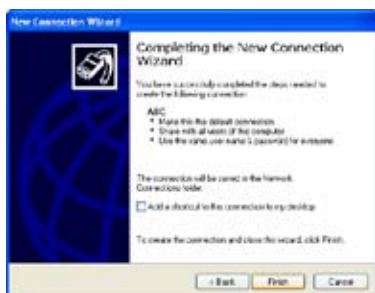 New Connection Wizard
Completing the New Connection
Wizard
You have successfully completed the steps needed to
create the following connection:
ABC
* Make this the default connection
* Share with all users of this computer
* Use the same user name & password for everyone
The connection will be saved in the Network
Connections folder.
Add a shortcut to this connection to my desktop
To create the connection and close this wizard, click Finish.
< Back Finish Cancel